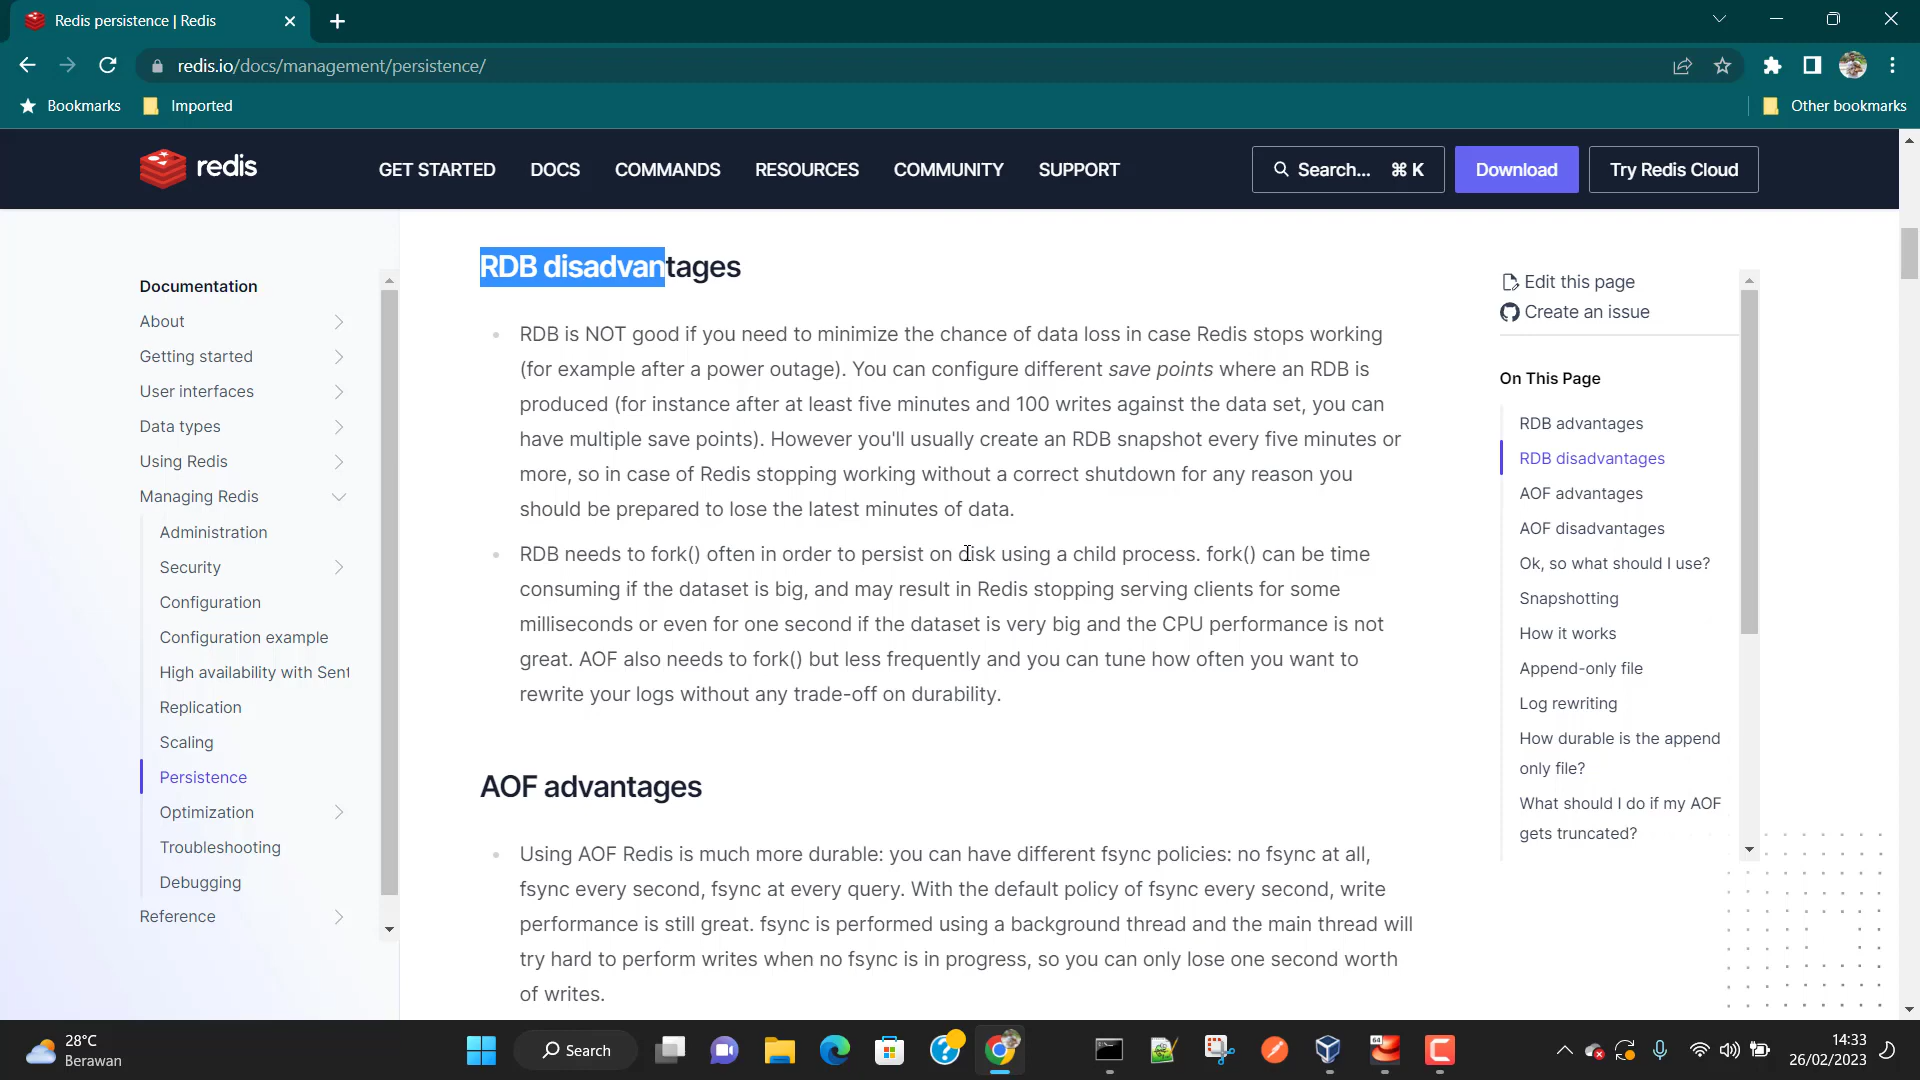 Redis persistence | Redis
redis.io/docs/management/persistence/
Bookmarks
Imported
Other bookmarks
redis
GET STARTED
DOCS
COMMANDS
RESOURCES
COMMUNITY
SUPPORT
Search... ⌘ K
Download
Try Redis Cloud
Documentation
About
Getting started
User interfaces
Data types
Using Redis
Managing Redis
Administration
Security
Configuration
Configuration example
High availability with Sent
Replication
Scaling
Persistence
Optimization
Troubleshooting
Debugging
Reference
RDB disadvantages
RDB is NOT good if you need to minimize the chance of data loss in case Redis stops working
(for example after a power outage). You can configure different save points where an RDB is
produced (for instance after at least five minutes and 100 writes against the data set, you can
have multiple save points). However you'll usually create an RDB snapshot every five minutes or
more, so in case of Redis stopping working without a correct shutdown for any reason you
should be prepared to lose the latest minutes of data.
RDB needs to fork() often in order to persist on disk using a child process. fork() can be time
consuming if the dataset is big, and may result in Redis stopping serving clients for some
milliseconds or even for one second if the dataset is very big and the CPU performance is not
great. AOF also needs to fork() but less frequently and you can tune how often you want to
rewrite your logs without any trade-off on durability.
AOF advantages
Using AOF Redis is much more durable: you can have different fsync policies: no fsync at all,
fsync every second, fsync at every query. With the default policy of fsync every second, write
performance is still great. fsync is performed using a background thread and the main thread will
try hard to perform writes when no fsync is in progress, so you can only lose one second worth
of writes.
Edit this page
Create an issue
On This Page
RDB advantages
RDB disadvantages
AOF advantages
AOF disadvantages
Ok, so what should I use?
Snapshotting
How it works
Append-only file
Log rewriting
How durable is the append
only file?
What should I do if my AOF
gets truncated?
28°C
Berawan
Search
64
14:33
26/02/2023